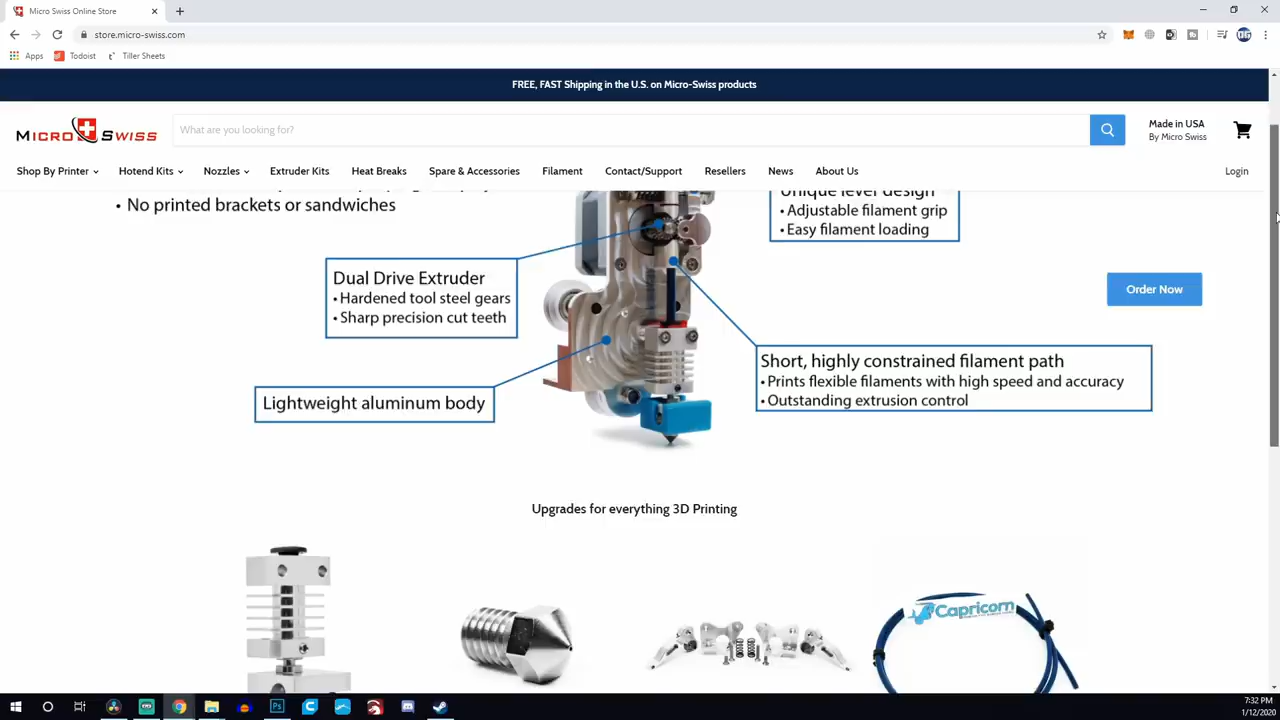 Micro Swiss Online Store
store.micro-swiss.com
Apps
Todoist
Tiller Sheets
FREE, FAST Shipping in the U.S. on Micro-Swiss products
MICRO SWISS
What are you looking for?
Made in USA
By Micro Swiss
Shop By Printer
Hotend Kits
Nozzles
Extruder Kits
Heat Breaks
Spare & Accessories
Filament
Contact/Support
Resellers
News
About Us
Login
• No printed brackets or sandwiches
Unique level design
• Adjustable filament grip
• Easy filament loading
Dual Drive Extruder
• Hardened tool steel gears
• Sharp precision cut teeth
Order Now
Short, highly constrained filament path
• Prints flexible filaments with high speed and accuracy
• Outstanding extrusion control
Lightweight aluminum body
Upgrades for everything 3D Printing
Capricorn
7:32 PM
1/12/2020